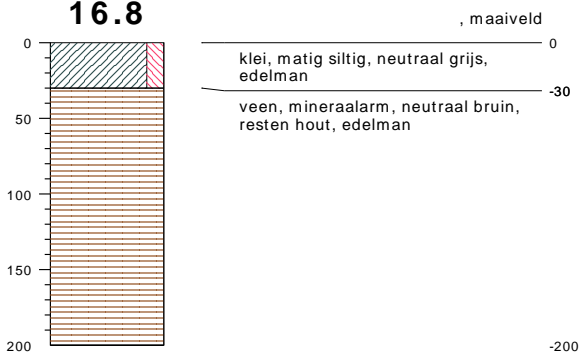 16.8
, maaiveld
0
0
klei, matig siltig, neutraal grijs,
edelman
-30
veen, mineraalarm, neutraal bruin,
resten hout, edelman
50
100
150
200
-200